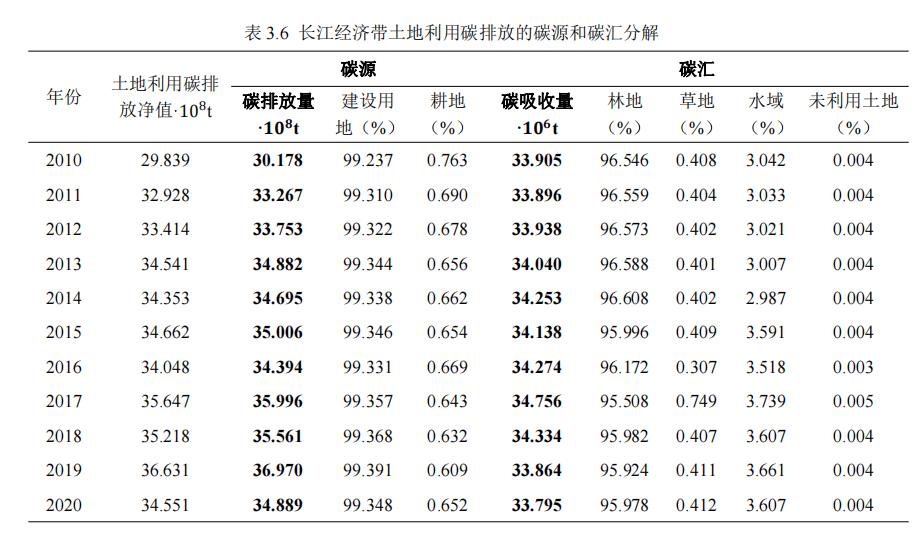 表 3.6 长江经济带土地利用碳排放的碳源和碳汇分解
年份 土地利用碳排放净值·10⁸t 碳源 碳汇
碳排放量·10⁸t 建设用地（%） 耕地（%） 碳吸收量·10⁶t 林地（%） 草地（%） 水域（%） 未利用土地（%）
2010 29.839 30.178 99.237 0.763 33.905 96.546 0.408 3.042 0.004
2011 32.928 33.267 99.310 0.690 33.896 96.559 0.404 3.033 0.004
2012 33.414 33.753 99.322 0.678 33.938 96.573 0.402 3.021 0.004
2013 34.541 34.882 99.344 0.656 34.040 96.588 0.401 3.007 0.004
2014 34.353 34.695 99.338 0.662 34.253 96.608 0.402 2.987 0.004
2015 34.662 35.006 99.346 0.654 34.138 95.996 0.409 3.591 0.004
2016 34.048 34.394 99.331 0.669 34.274 96.172 0.307 3.518 0.003
2017 35.647 35.996 99.357 0.643 34.756 95.508 0.749 3.739 0.005
2018 35.218 35.561 99.368 0.632 34.334 95.982 0.407 3.607 0.004
2019 36.631 36.970 99.391 0.609 33.864 95.924 0.411 3.661 0.004
2020 34.551 34.889 99.348 0.652 33.795 95.978 0.412 3.607 0.004